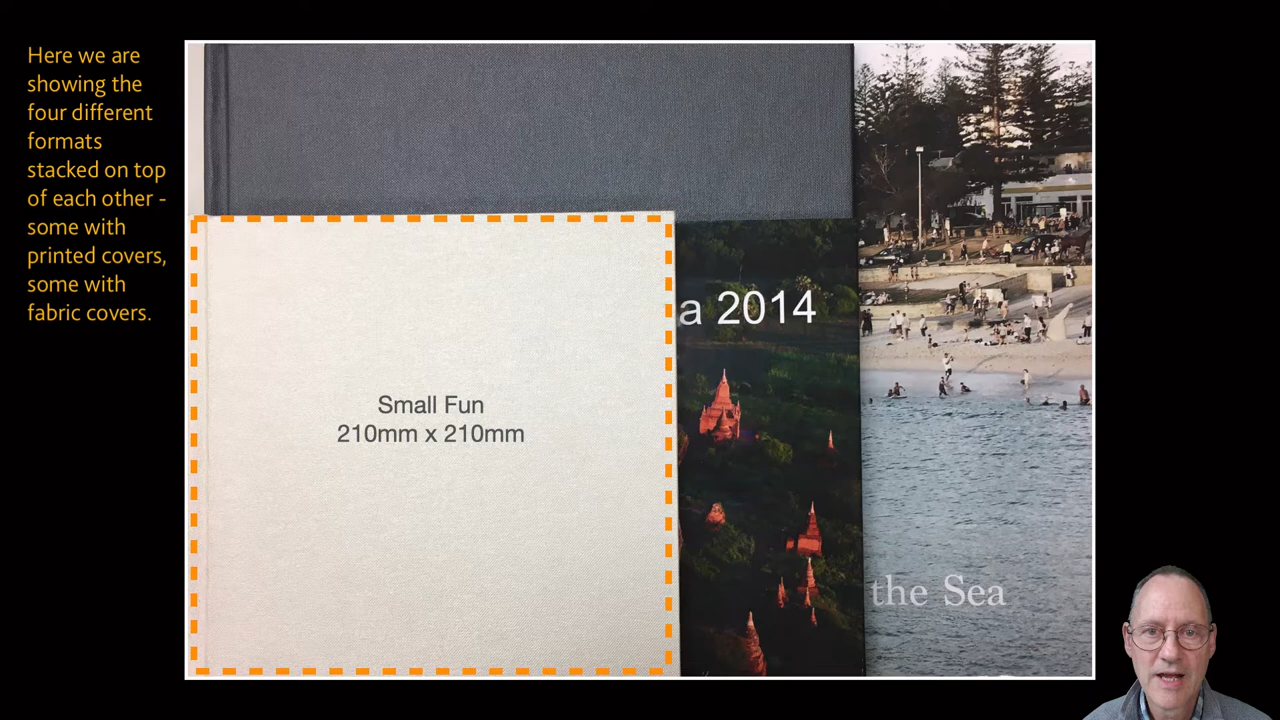 Here we are
showing the
four different
formats
stacked on top
of each other -
some with
printed covers,
some with
fabric covers.
a 2014
Small Fun
210mm x 210mm
the Sea